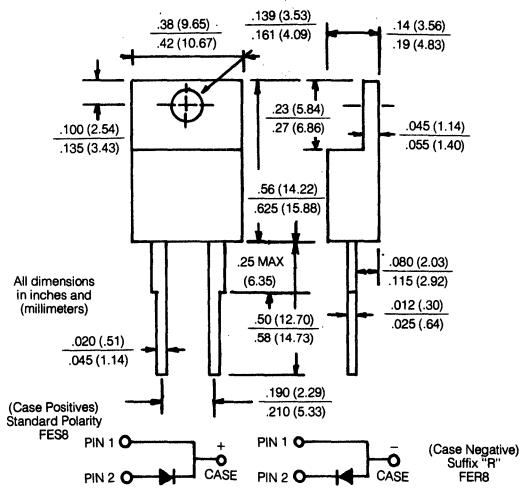 .38 (9.65)
.42 (10.67)
.139 (3.53)
.161 (4.09)
.14 (3.56)
.19 (4.83)
.100 (2.54)
.135 (3.43)
.23 (5.84)
.27 (6.86)
.045 (1.14)
.055 (1.40)
.56 (14.22)
.625 (15.88)
All dimensions
in inches and
(millimeters)
.25 MAX
(6.35)
.080 (2.03)
.115 (2.92)
.012 (.30)
.025 (.64)
.50 (12.70)
.58 (14.73)
.020 (.51)
.045 (1.14)
.190 (2.29)
.210 (5.33)
(Case Positives)
Standard Polarity
FES8
PIN 1
+
PIN 2
CASE
PIN 1
–
PIN 2
CASE
(Case Negative)
Suffix "R"
FER8